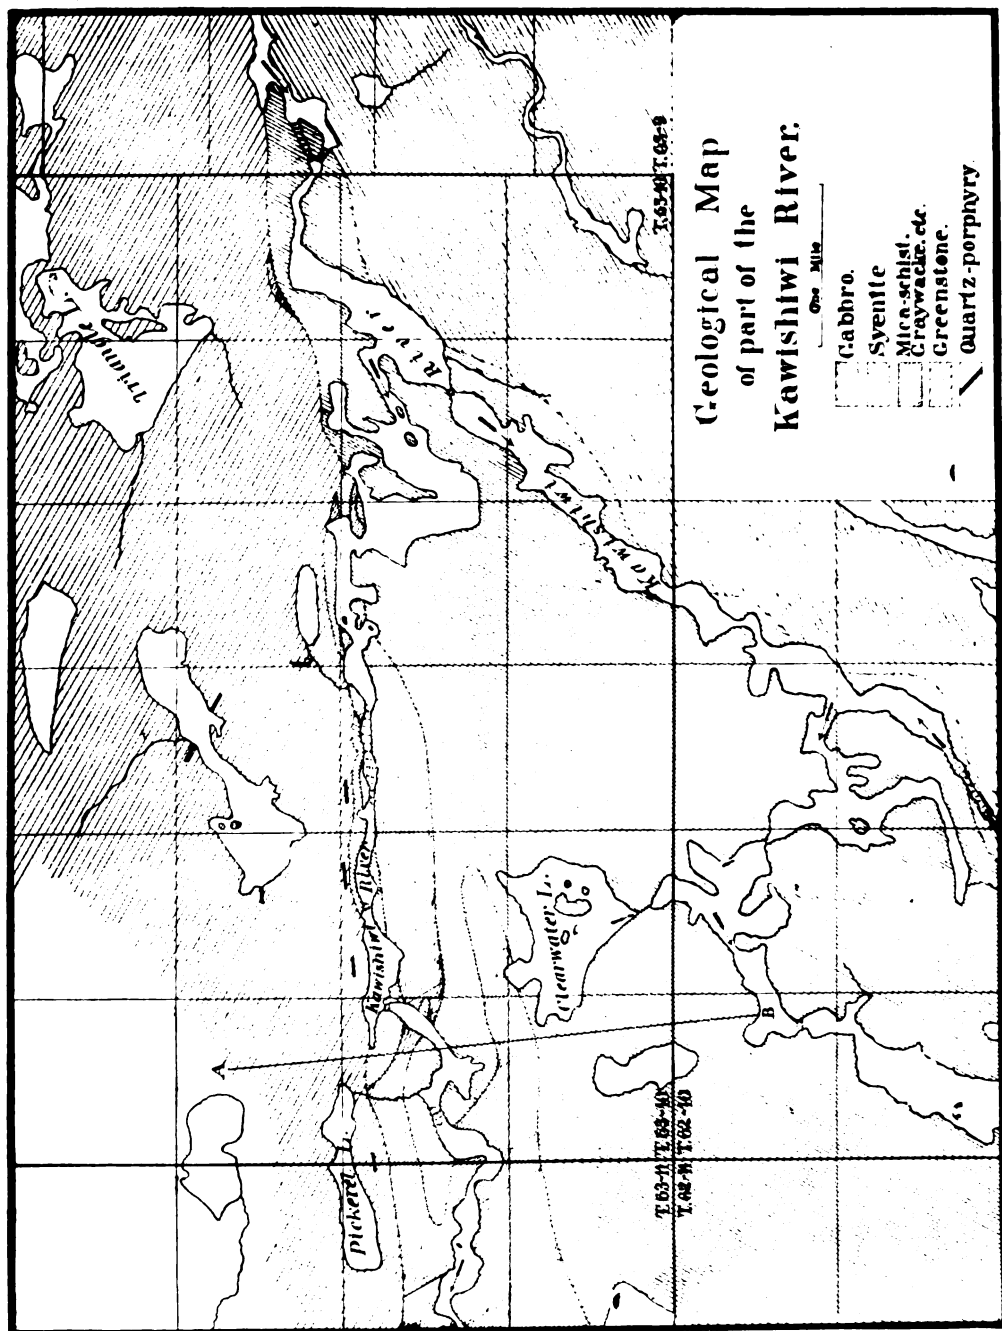 Geological Map
of part of the
Kawishiwi River.
One Mile
Gabbro.
Syenite
Mica-schist.
Graywacke. etc.
Greenstone.
Quartz-porphyry
Triangle
River
Kawishiwi
Kawishiwi River
Clearwater L.
Pickerel L.
A
B
T.63-10 T.63-9
T.63-11 T.63-10
T.62-11 T.62-10